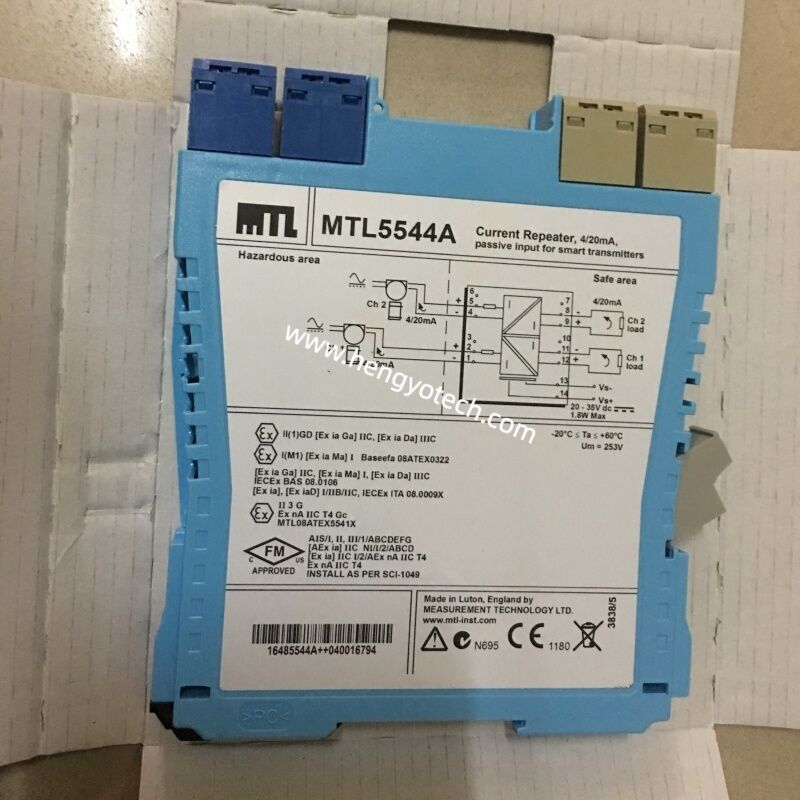 MTL
MTL5544A
Current Repeater, 4/20mA,
passive input for smart transmitters
Hazardous area
Safe area
Ch 2
4/20mA
6
5
4
+
-
3
2
1
+
-
7
8
9
10
11
12
13
14
-
+
-
+
4/20mA
Ch 2
load
Ch 1
load
Vs-
Vs+
20 - 35V dc
1.8W Max
www.hengyotech.com
-20°C ≤ Ta ≤ +60°C
Um = 253V
II(1)GD [Ex ia Ga] IIC, [Ex ia Da] IIIC
I(M1) [Ex ia Ma] I Baseefa 08ATEX0322
[Ex ia Ga] IIC, [Ex ia Ma] I, [Ex ia Da] IIIC
IECEx BAS 08.0106
[Ex ia], [Ex iaD] I/IIB/IIC, IECEx ITA 08.0009X
II 3 G
Ex nA IIC T4 Gc
MTL08ATEX5541X
C FM US
APPROVED
AIS/I, II, III/1/ABCDEFG
[AEx ia] IIC NI/I/2/ABCD
[Ex ia] IIC I/2/AEx nA IIC T4
Ex nA IIC T4
INSTALL AS PER SCI-1049
16485544A++040016794
Made in Luton, England by
MEASUREMENT TECHNOLOGY LTD.
www.mtl-inst.com
N695
CE 1180
3838/5
>PC<